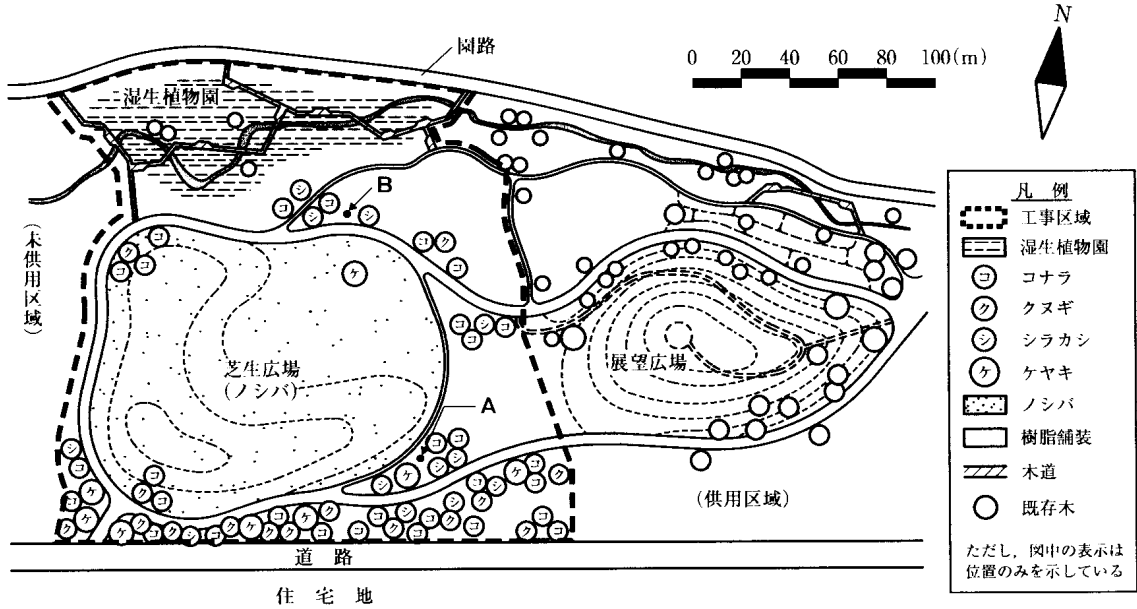 園路
0 20 40 60 80 100(m)
N
湿生植物園
B
(未供用区域)
芝生広場
(ノシバ)
A
展望広場
(供用区域)
道路
住宅地
コ
ク
シ
ケ
凡例
工事区域
湿生植物園
コ コナラ
ク クヌギ
シ シラカシ
ケ ケヤキ
ノシバ
樹脂舗装
木道
既存木
ただし,図中の表示は
位置のみを示している